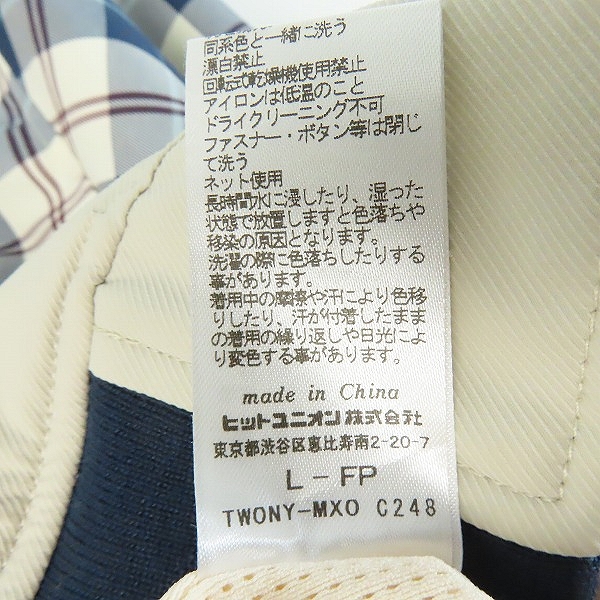 同系色と一緒に洗う
漂白禁止
回転式乾燥機使用禁止
アイロンは低温のこと
ドライクリーニング不可
ファスナー・ボタン等は閉じ
て洗う
ネット使用
長時間水に浸したり、湿った
状態で放置しますと色落ちや
移染の原因となります。
洗濯の際に色落ちしたりする
事があります。
着用中の摩擦や汗により色移
りしたり、汗が付着したまま
の着用の繰り返しや日光によ
り変色する事があります。
made in China
ヒットユニオン株式会社
東京都渋谷区恵比寿南2-20-7
L-FP
TWONY-MXO C248